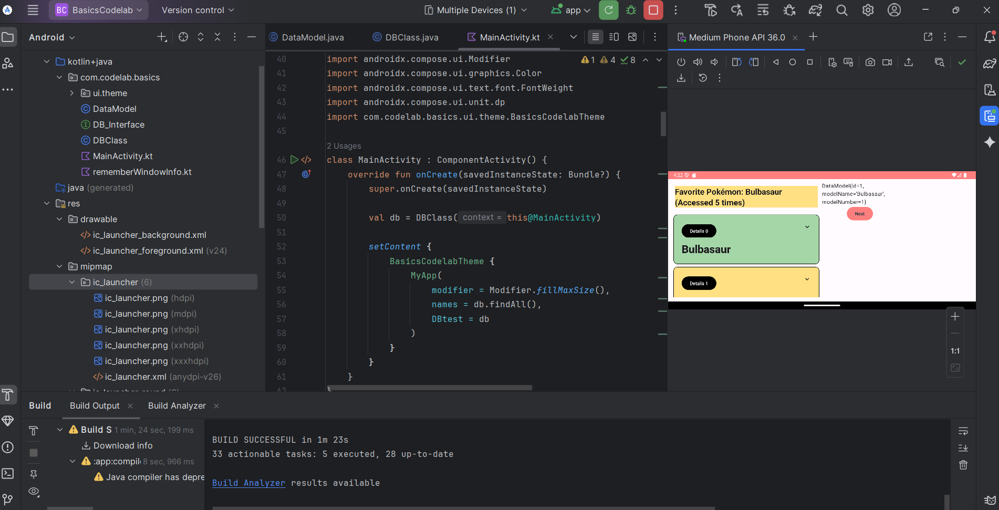 BC BasicsCodelab
Version control
Multiple Devices (1)
app
Android
DataModel.java
DBClass.java
MainActivity.kt
Medium Phone API 36.0
kotlin+java
com.codelab.basics
ui.theme
DataModel
DB_Interface
DBClass
MainActivity.kt
rememberWindowInfo.kt
java (generated)
res
drawable
ic_launcher_background.xml
ic_launcher_foreground.xml (v24)
mipmap
ic_launcher (6)
ic_launcher.png (hdpi)
ic_launcher.png (mdpi)
ic_launcher.png (xhdpi)
ic_launcher.png (xxhdpi)
ic_launcher.png (xxxhdpi)
ic_launcher.xml (anydpi-v26)
1 4 8
40 import androidx.compose.ui.Modifier
41 import androidx.compose.ui.graphics.Color
42 import androidx.compose.ui.text.font.FontWeight
43 import androidx.compose.ui.unit.dp
44 import com.codelab.basics.ui.theme.BasicsCodelabTheme
45
2 Usages
46 class MainActivity : ComponentActivity() {
47 override fun onCreate(savedInstanceState: Bundle?) {
48 super.onCreate(savedInstanceState)
49
50 val db = DBClass( context = this@MainActivity)
51
52 setContent {
53 BasicsCodelabTheme {
54 MyApp(
55 modifier = Modifier.fillMaxSize(),
56 names = db.findAll(),
57 DBtest = db
58 )
59 }
60 }
61 }
62 }
4:22
Favorite Pokémon: Bulbasaur
(Accessed 5 times)
Details 0
Bulbasaur
Details 1
DataModel{id=1,
modelName='Bulbasaur',
modelNumber=1}
Next
1:1
Build
Build Output
Build Analyzer
Build S 1 min, 24 sec, 199 ms
Download info
:app:compil 8 sec, 966 ms
Java compiler has depre
BUILD SUCCESSFUL in 1m 23s
33 actionable tasks: 5 executed, 28 up-to-date
Build Analyzer results available